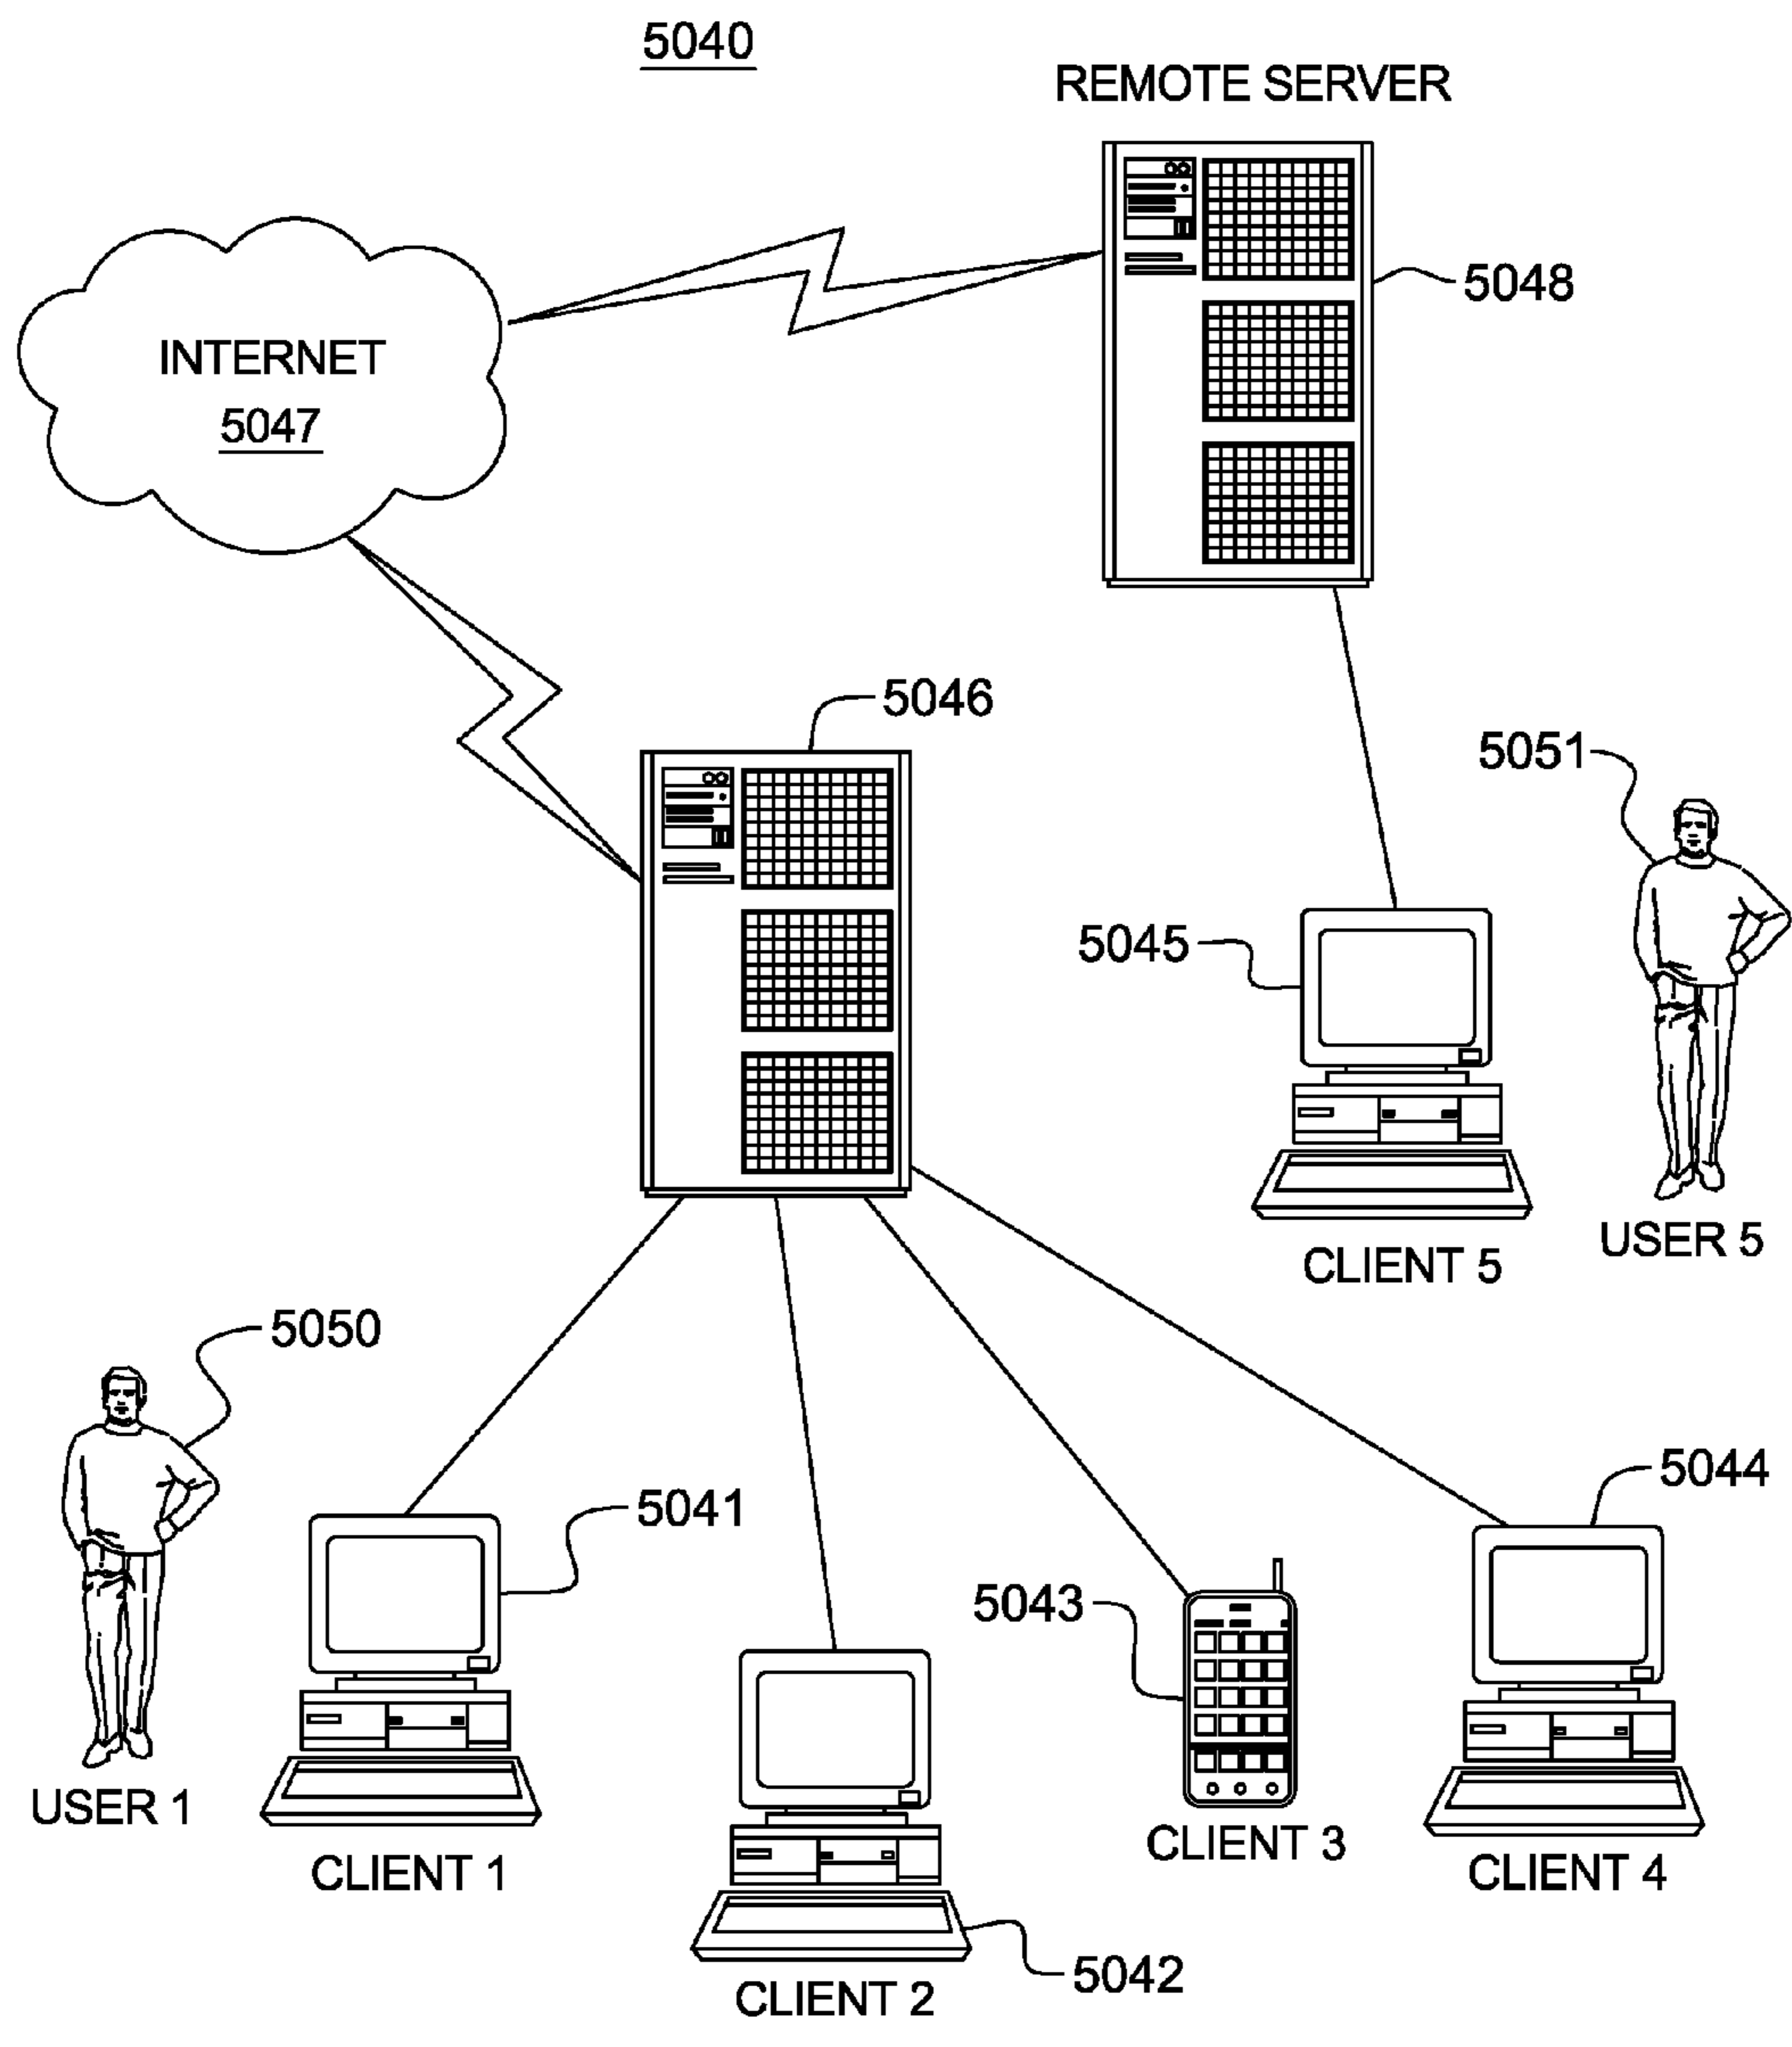 5040
REMOTE SERVER
5048
INTERNET
5047
5046
5051
5045
USER 5
CLIENT 5
5050
5044
5041
5043
USER 1
CLIENT 1
CLIENT 3
CLIENT 4
5042
CLIENT 2